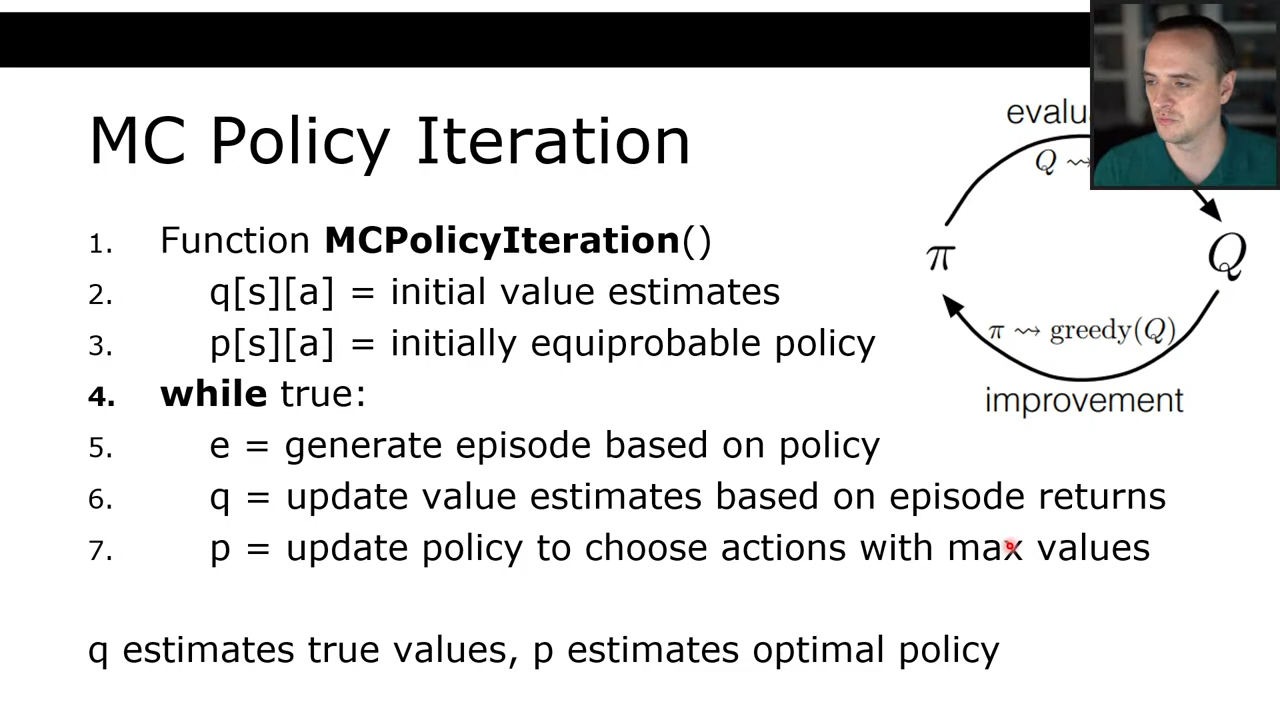 MC Policy Iteration
1. Function MCPolicyIteration()
2. q[s][a] = initial value estimates
3. p[s][a] = initially equiprobable policy
4. while true:
5. e = generate episode based on policy
6. q = update value estimates based on episode returns
7. p = update policy to choose actions with max values
q estimates true values, p estimates optimal policy
Q ⇝
π
Q
π ⇝ greedy(Q)
improvement